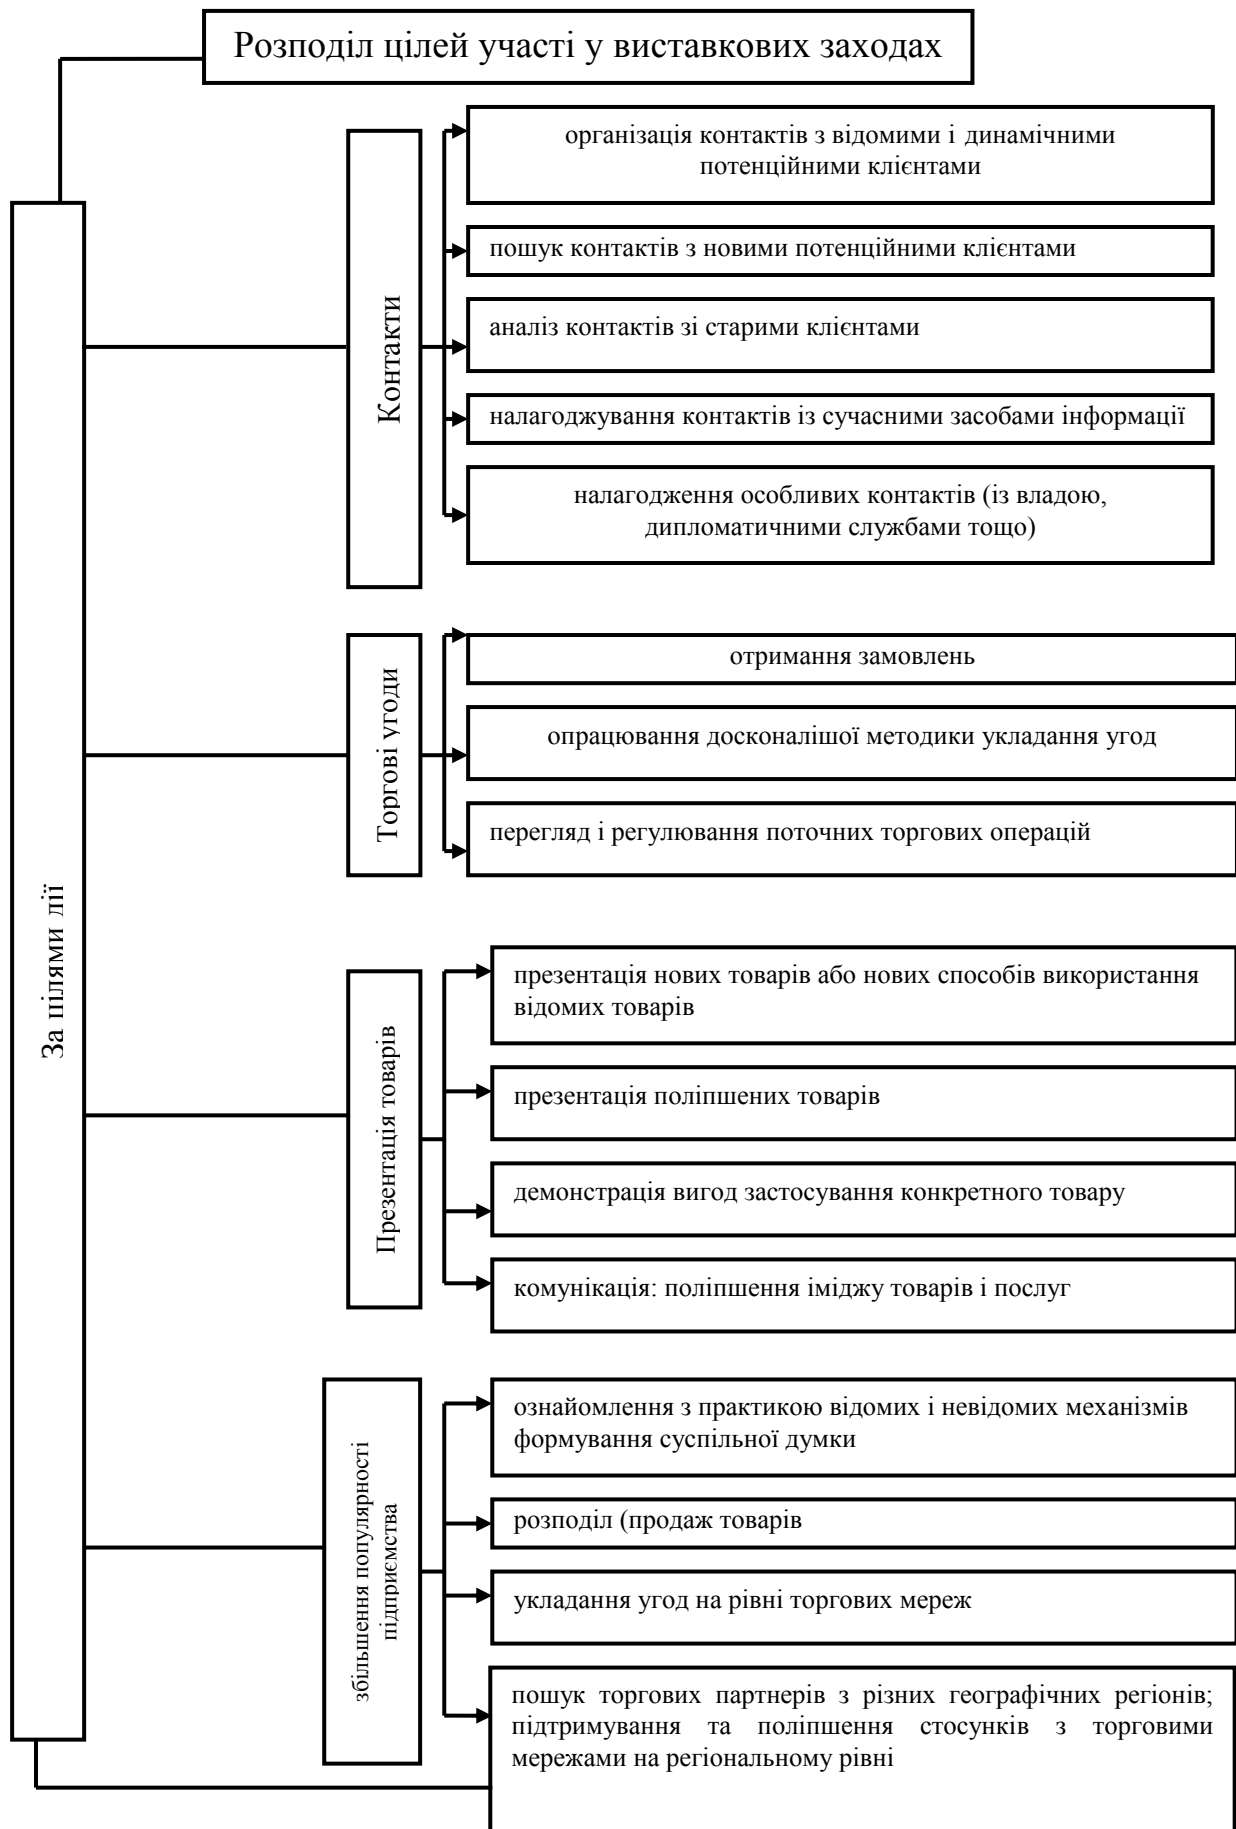 Розподіл цілей участі у виставкових заходах
За пілями дії
Контакти
організація контактів з відомими і динамічними
потенційними клієнтами
пошук контактів з новими потенційними клієнтами
аналіз контактів зі старими клієнтами
налагоджування контактів із сучасними засобами інформації
налагодження особливих контактів (із владою,
дипломатичними службами тощо)
Торгові угоди
отримання замовлень
опрацювання досконалішої методики укладання угод
перегляд і регулювання поточних торгових операцій
Презентація товарів
презентація нових товарів або нових способів використання
відомих товарів
презентація поліпшених товарів
демонстрація вигод застосування конкретного товару
комунікація: поліпшення іміджу товарів і послуг
збільшення популярності
підприємства
ознайомлення з практикою відомих і невідомих механізмів
формування суспільної думки
розподіл (продаж товарів
укладання угод на рівні торгових мереж
пошук торгових партнерів з різних географічних регіонів;
підтримування та поліпшення стосунків з торговими
мережами на регіональному рівні